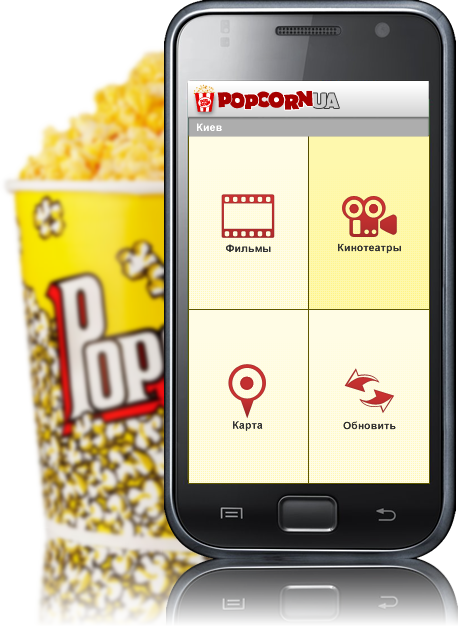 POPCORNUA
Киев
Фильмы
Кинотеатры
Карта
Обновить
Pop